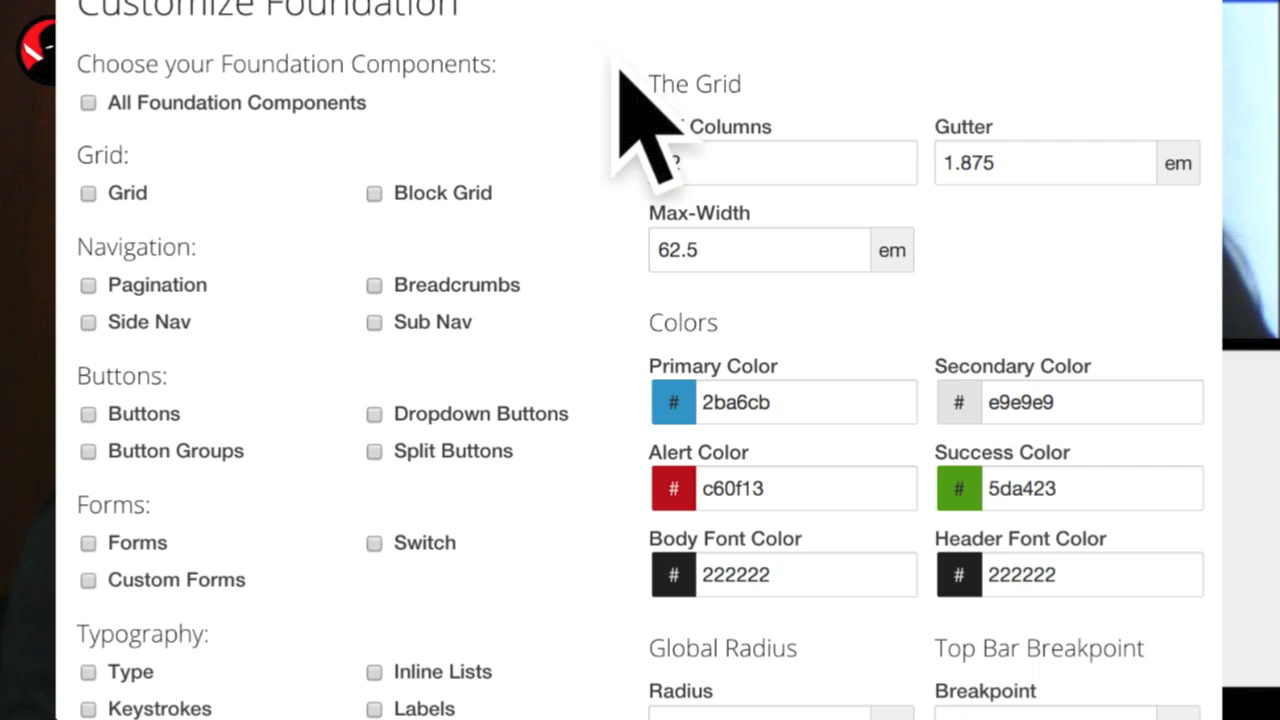 Customize Foundation
Choose your Foundation Components:
All Foundation Components
Grid:
Grid
Block Grid
Navigation:
Pagination
Breadcrumbs
Side Nav
Sub Nav
Buttons:
Buttons
Dropdown Buttons
Button Groups
Split Buttons
Forms:
Forms
Switch
Custom Forms
Typography:
Type
Inline Lists
Keystrokes
Labels
The Grid
Columns
Gutter
1.875 em
Max-Width
62.5 em
Colors
Primary Color
Secondary Color
# 2ba6cb
# e9e9e9
Alert Color
Success Color
# c60f13
# 5da423
Body Font Color
Header Font Color
# 222222
# 222222
Global Radius
Top Bar Breakpoint
Radius
Breakpoint